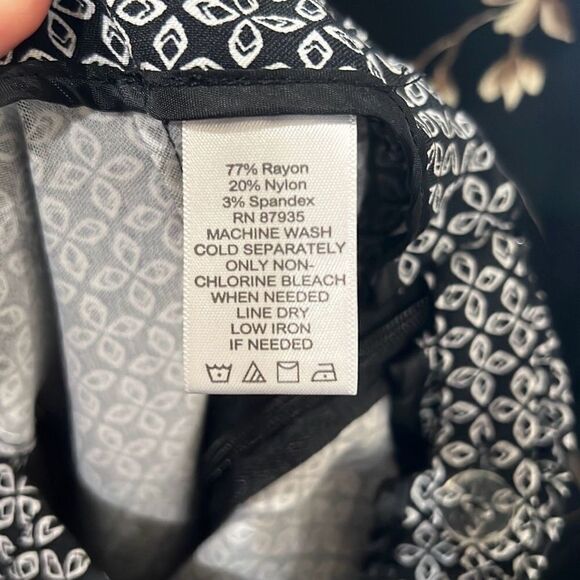 77% Rayon
20% Nylon
3% Spandex
RN 87935
MACHINE WASH
COLD SEPARATELY
ONLY NON-
CHLORINE BLEACH
WHEN NEEDED
LINE DRY
LOW IRON
IF NEEDED